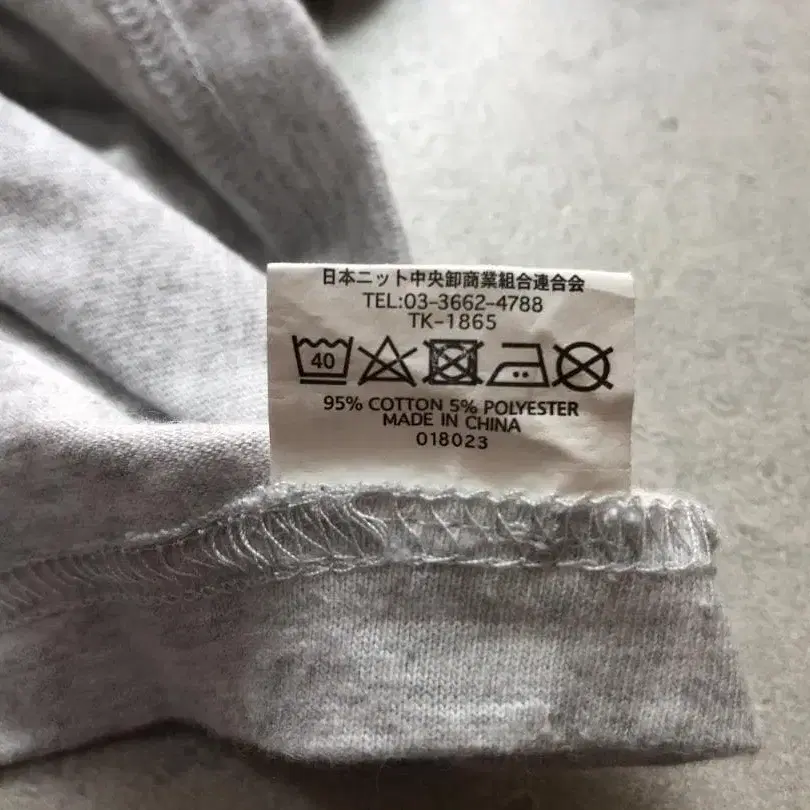 日本ニット中央卸商業組合連合会
TEL:03-3662-4788
TK-1865
40
95% COTTON 5% POLYESTER
MADE IN CHINA
018023